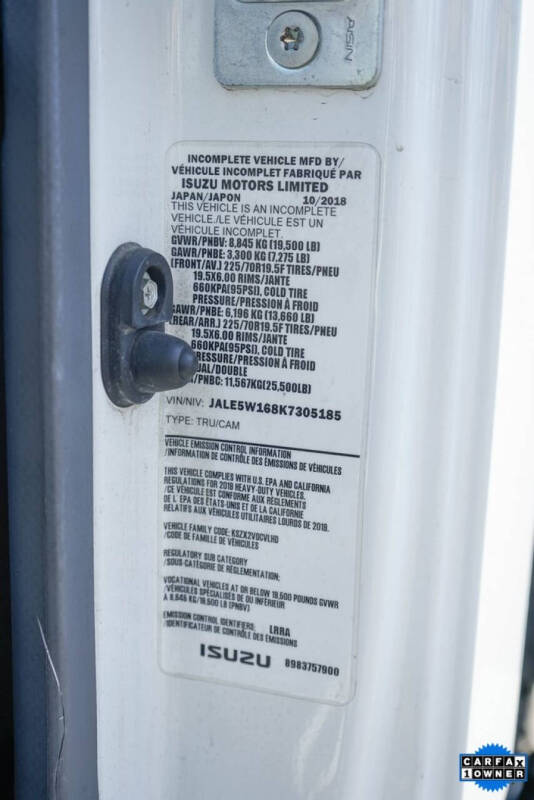 AISIN
INCOMPLETE VEHICLE MFD BY/
VÉHICULE INCOMPLET FABRIQUÉ PAR
ISUZU MOTORS LIMITED
JAPAN/JAPON 10/2018
THIS VEHICLE IS AN INCOMPLETE
VEHICLE./LE VÉHICULE EST UN
VÉHICULE INCOMPLET.
GVWR/PNBV: 8,845 KG (19,500 LB)
GAWR/PNBE: 3,300 KG (7,275 LB)
(FRONT/AV.) 225/70R19.5F TIRES/PNEU
19.5X6.00 RIMS/JANTE
660KPA(95PSI), COLD TIRE
PRESSURE/PRESSION À FROID
GAWR/PNBE: 6,196 KG (13,660 LB)
(REAR/ARR.) 225/70R19.5F TIRES/PNEU
19.5X6.00 RIMS/JANTE
660KPA(95PSI), COLD TIRE
PRESSURE/PRESSION À FROID
DUAL/DOUBLE
/PNBC: 11,567KG(25,500LB)
VIN/NIV: JALE5W168K7305185
TYPE: TRU/CAM
VEHICLE EMISSION CONTROL INFORMATION
/INFORMATION DE CONTRÔLE DES ÉMISSIONS DE VÉHICULES
THIS VEHICLE COMPLIES WITH U.S. EPA AND CALIFORNIA
REGULATIONS FOR 2019 HEAVY-DUTY VEHICLES.
/CE VÉHICULE EST CONFORME AUX RÈGLEMENTS
DE L' EPA DES ÉTATS-UNIS ET DE LA CALIFORNIE
RELATIFS AUX VÉHICULES UTILITAIRES LOURDS DE 2019.
VEHICLE FAMILY CODE: KSZX2VOCVLHD
/CODE DE FAMILLE DE VÉHICULES
REGULATORY SUB CATEGORY
/SOUS-CATÉGORIE DE RÉGLEMENTATION:
VOCATIONAL VEHICLES AT OR BELOW 19,500 POUNDS GVWR
/VÉHICULES SPÉCIALISÉS DE OU INFÉRIEUR
À 8,845 KG/19,500 LB (PNBV)
EMISSION CONTROL IDENTIFIERS: LRRA
/IDENTIFICATEUR DE CONTRÔLE DES ÉMISSIONS
ISUZU 8983757900
CARFAX
1 OWNER